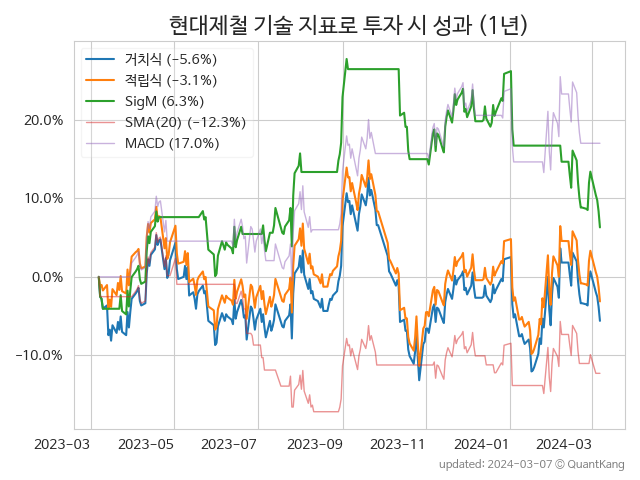 현대제철 기술 지표로 투자 시 성과 (1년)
거치식 (−5.6%)
적립식 (−3.1%)
SigM (6.3%)
SMA(20) (−12.3%)
MACD (17.0%)
20.0%
10.0%
0.0%
−10.0%
2023-03 2023-05 2023-07 2023-09 2023-11 2024-01 2024-03
updated: 2024-03-07 © QuantKang